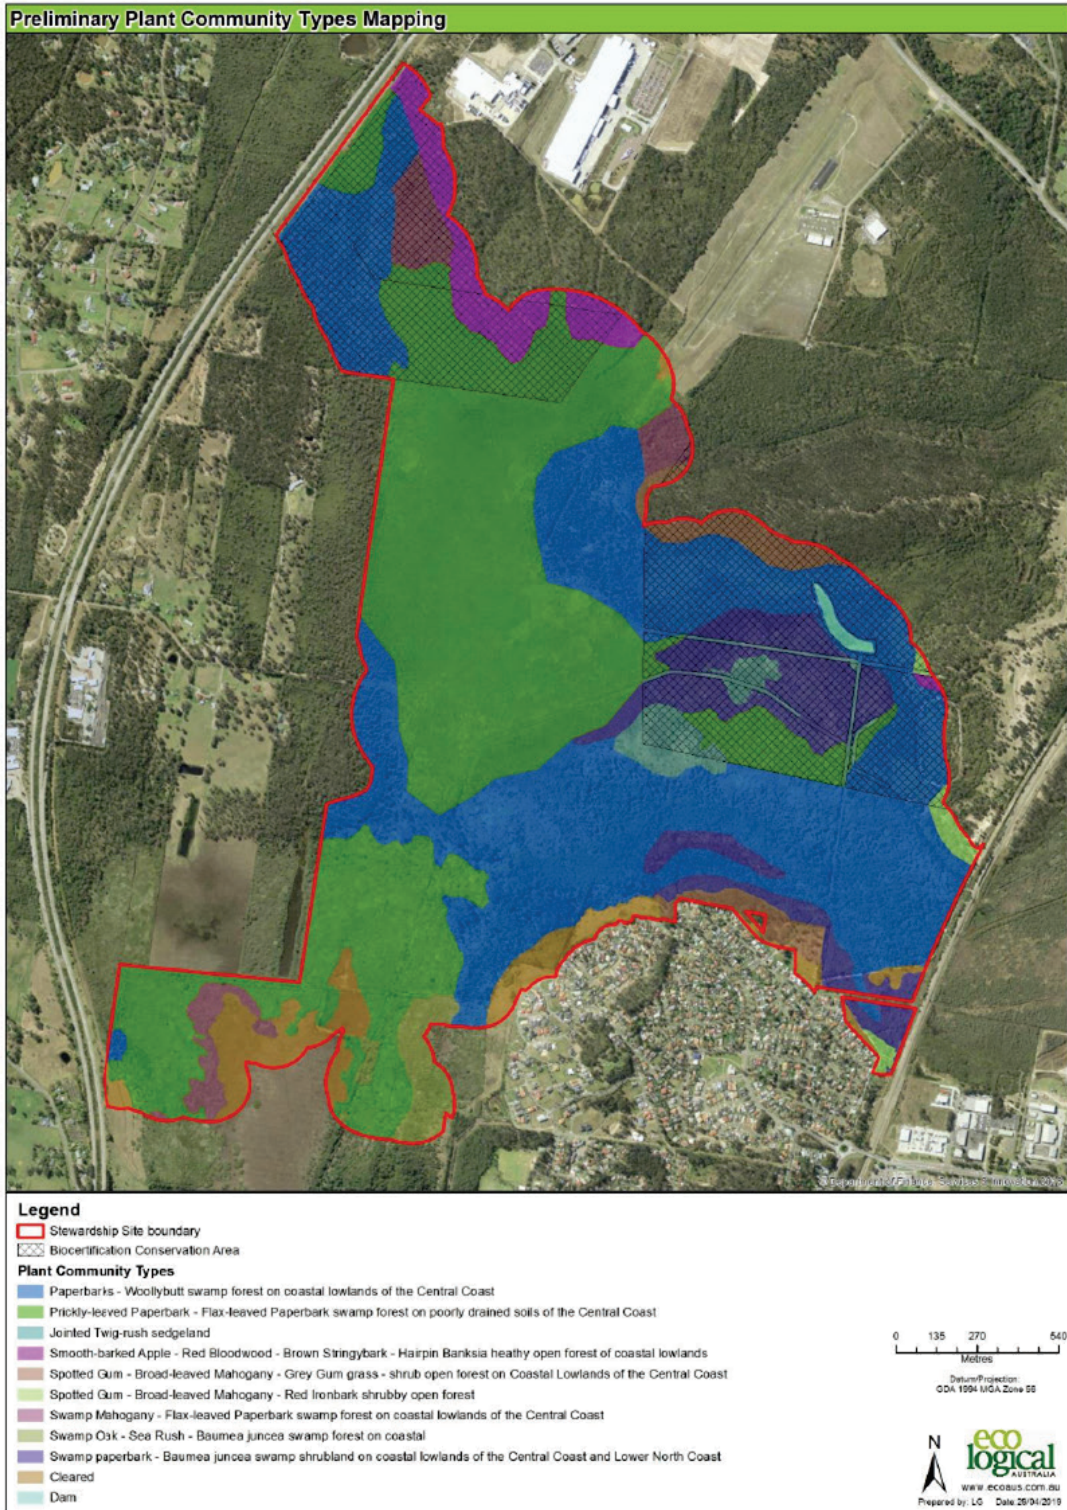 Preliminary Plant Community Types Mapping
Legend
Stewardship Site boundary
Biocertification Conservation Area
Plant Community Types
Paperbarks - Woollybutt swamp forest on coastal lowlands of the Central Coast
Prickly-leaved Paperbark - Flax-leaved Paperbark swamp forest on poorly drained soils of the Central Coast
Jointed Twig-rush sedgeland
Smooth-barked Apple - Red Bloodwood - Brown Stringybark - Hairpin Banksia heathy open forest of coastal lowlands
Spotted Gum - Broad-leaved Mahogany - Grey Gum grass - shrub open forest on Coastal Lowlands of the Central Coast
Spotted Gum - Broad-leaved Mahogany - Red Ironbark shrubby open forest
Swamp Mahogany - Flax-leaved Paperbark swamp forest on coastal lowlands of the Central Coast
Swamp Oak - Sea Rush - Baumea juncea swamp forest on coastal
Swamp paperbark - Baumea juncea swamp shrubland on coastal lowlands of the Central Coast and Lower North Coast
Cleared
Dam
0 135 270 540
Metres
Datum/Projection:
GDA 1994 MGA Zone 56
N
eco
logical
AUSTRALIA
www.ecoaus.com.au
Prepared by: LG Date: